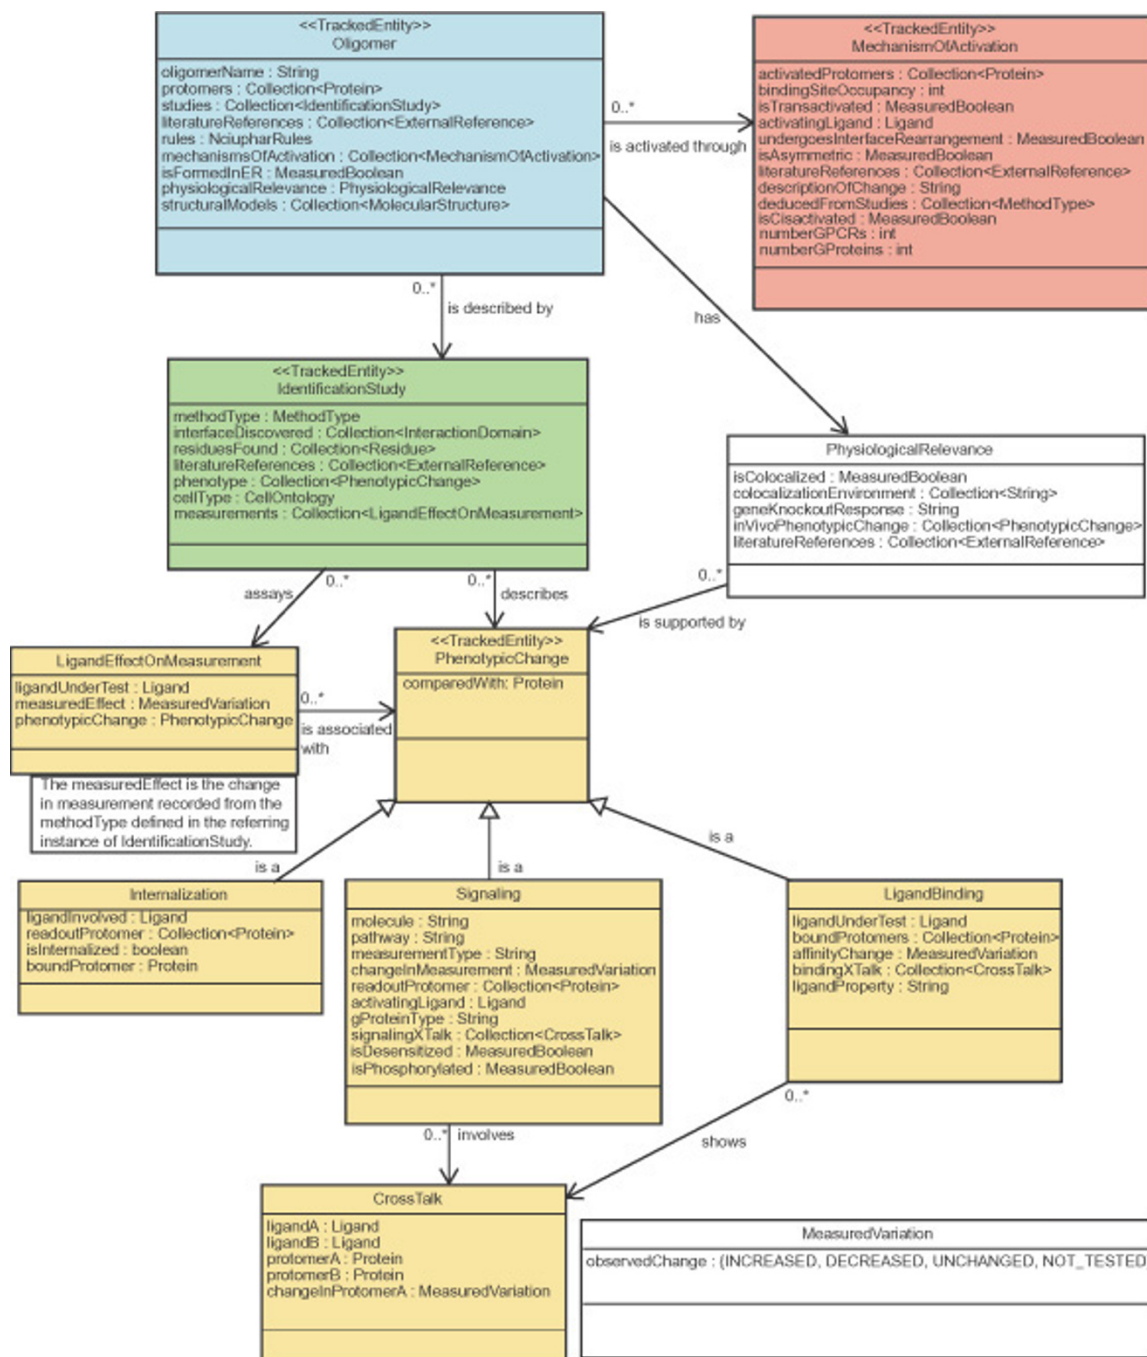 <<TrackedEntity>>
Oligomer
oligomerName : String
protomers : Collection<Protein>
studies : Collection<IdentificationStudy>
literatureReferences : Collection<ExternalReference>
rules : NciupharRules
mechanismsOfActivation : Collection<MechanismOfActivation>
isFormedInER : MeasuredBoolean
physiologicalRelevance : PhysiologicalRelevance
structuralModels : Collection<MolecularStructure>
0..*
is activated through
<<TrackedEntity>>
MechanismOfActivation
activatedProtomers : Collection<Protein>
bindingSiteOccupancy : int
isTransactivated : MeasuredBoolean
activatingLigand : Ligand
undergoesInterfaceRearrangement : MeasuredBoolean
isAsymmetric : MeasuredBoolean
literatureReferences : Collection<ExternalReference>
descriptionOfChange : String
deducedFromStudies : Collection<MethodType>
isCisactivated : MeasuredBoolean
numberGPCRs : int
numberGProteins : int
0..*
is described by
has
<<TrackedEntity>>
IdentificationStudy
methodType : MethodType
interfaceDiscovered : Collection<InteractionDomain>
residuesFound : Collection<Residue>
literatureReferences : Collection<ExternalReference>
phenotype : Collection<PhenotypicChange>
cellType : CellOntology
measurements : Collection<LigandEffectOnMeasurement>
PhysiologicalRelevance
isColocalized : MeasuredBoolean
colocalizationEnvironment : Collection<String>
geneKnockoutResponse : String
inVivoPhenotypicChange : Collection<PhenotypicChange>
literatureReferences : Collection<ExternalReference>
0..*
assays
0..*
describes
0..*
is supported by
LigandEffectOnMeasurement
ligandUnderTest : Ligand
measuredEffect : MeasuredVariation
phenotypicChange : PhenotypicChange
0..*
is associated
with
<<TrackedEntity>>
PhenotypicChange
comparedWith: Protein
The measuredEffect is the change
in measurement recorded from the
methodType defined in the referring
instance of IdentificationStudy.
is a
is a
is a
Internalization
ligandInvolved : Ligand
readoutProtomer : Collection<Protein>
isInternalized : boolean
boundProtomer : Protein
Signaling
molecule : String
pathway : String
measurementType : String
changeInMeasurement : MeasuredVariation
readoutProtomer : Collection<Protein>
activatingLigand : Ligand
gProteinType : String
signalingXTalk : Collection<CrossTalk>
isDesensitized : MeasuredBoolean
isPhosphorylated : MeasuredBoolean
LigandBinding
ligandUnderTest : Ligand
boundProtomers : Collection<Protein>
affinityChange : MeasuredVariation
bindingXTalk : Collection<CrossTalk>
ligandProperty : String
0..*
involves
0..*
shows
CrossTalk
ligandA : Ligand
ligandB : Ligand
protomerA : Protein
protomerB : Protein
changeInProtomerA : MeasuredVariation
MeasuredVariation
observedChange : (INCREASED, DECREASED, UNCHANGED, NOT_TESTED